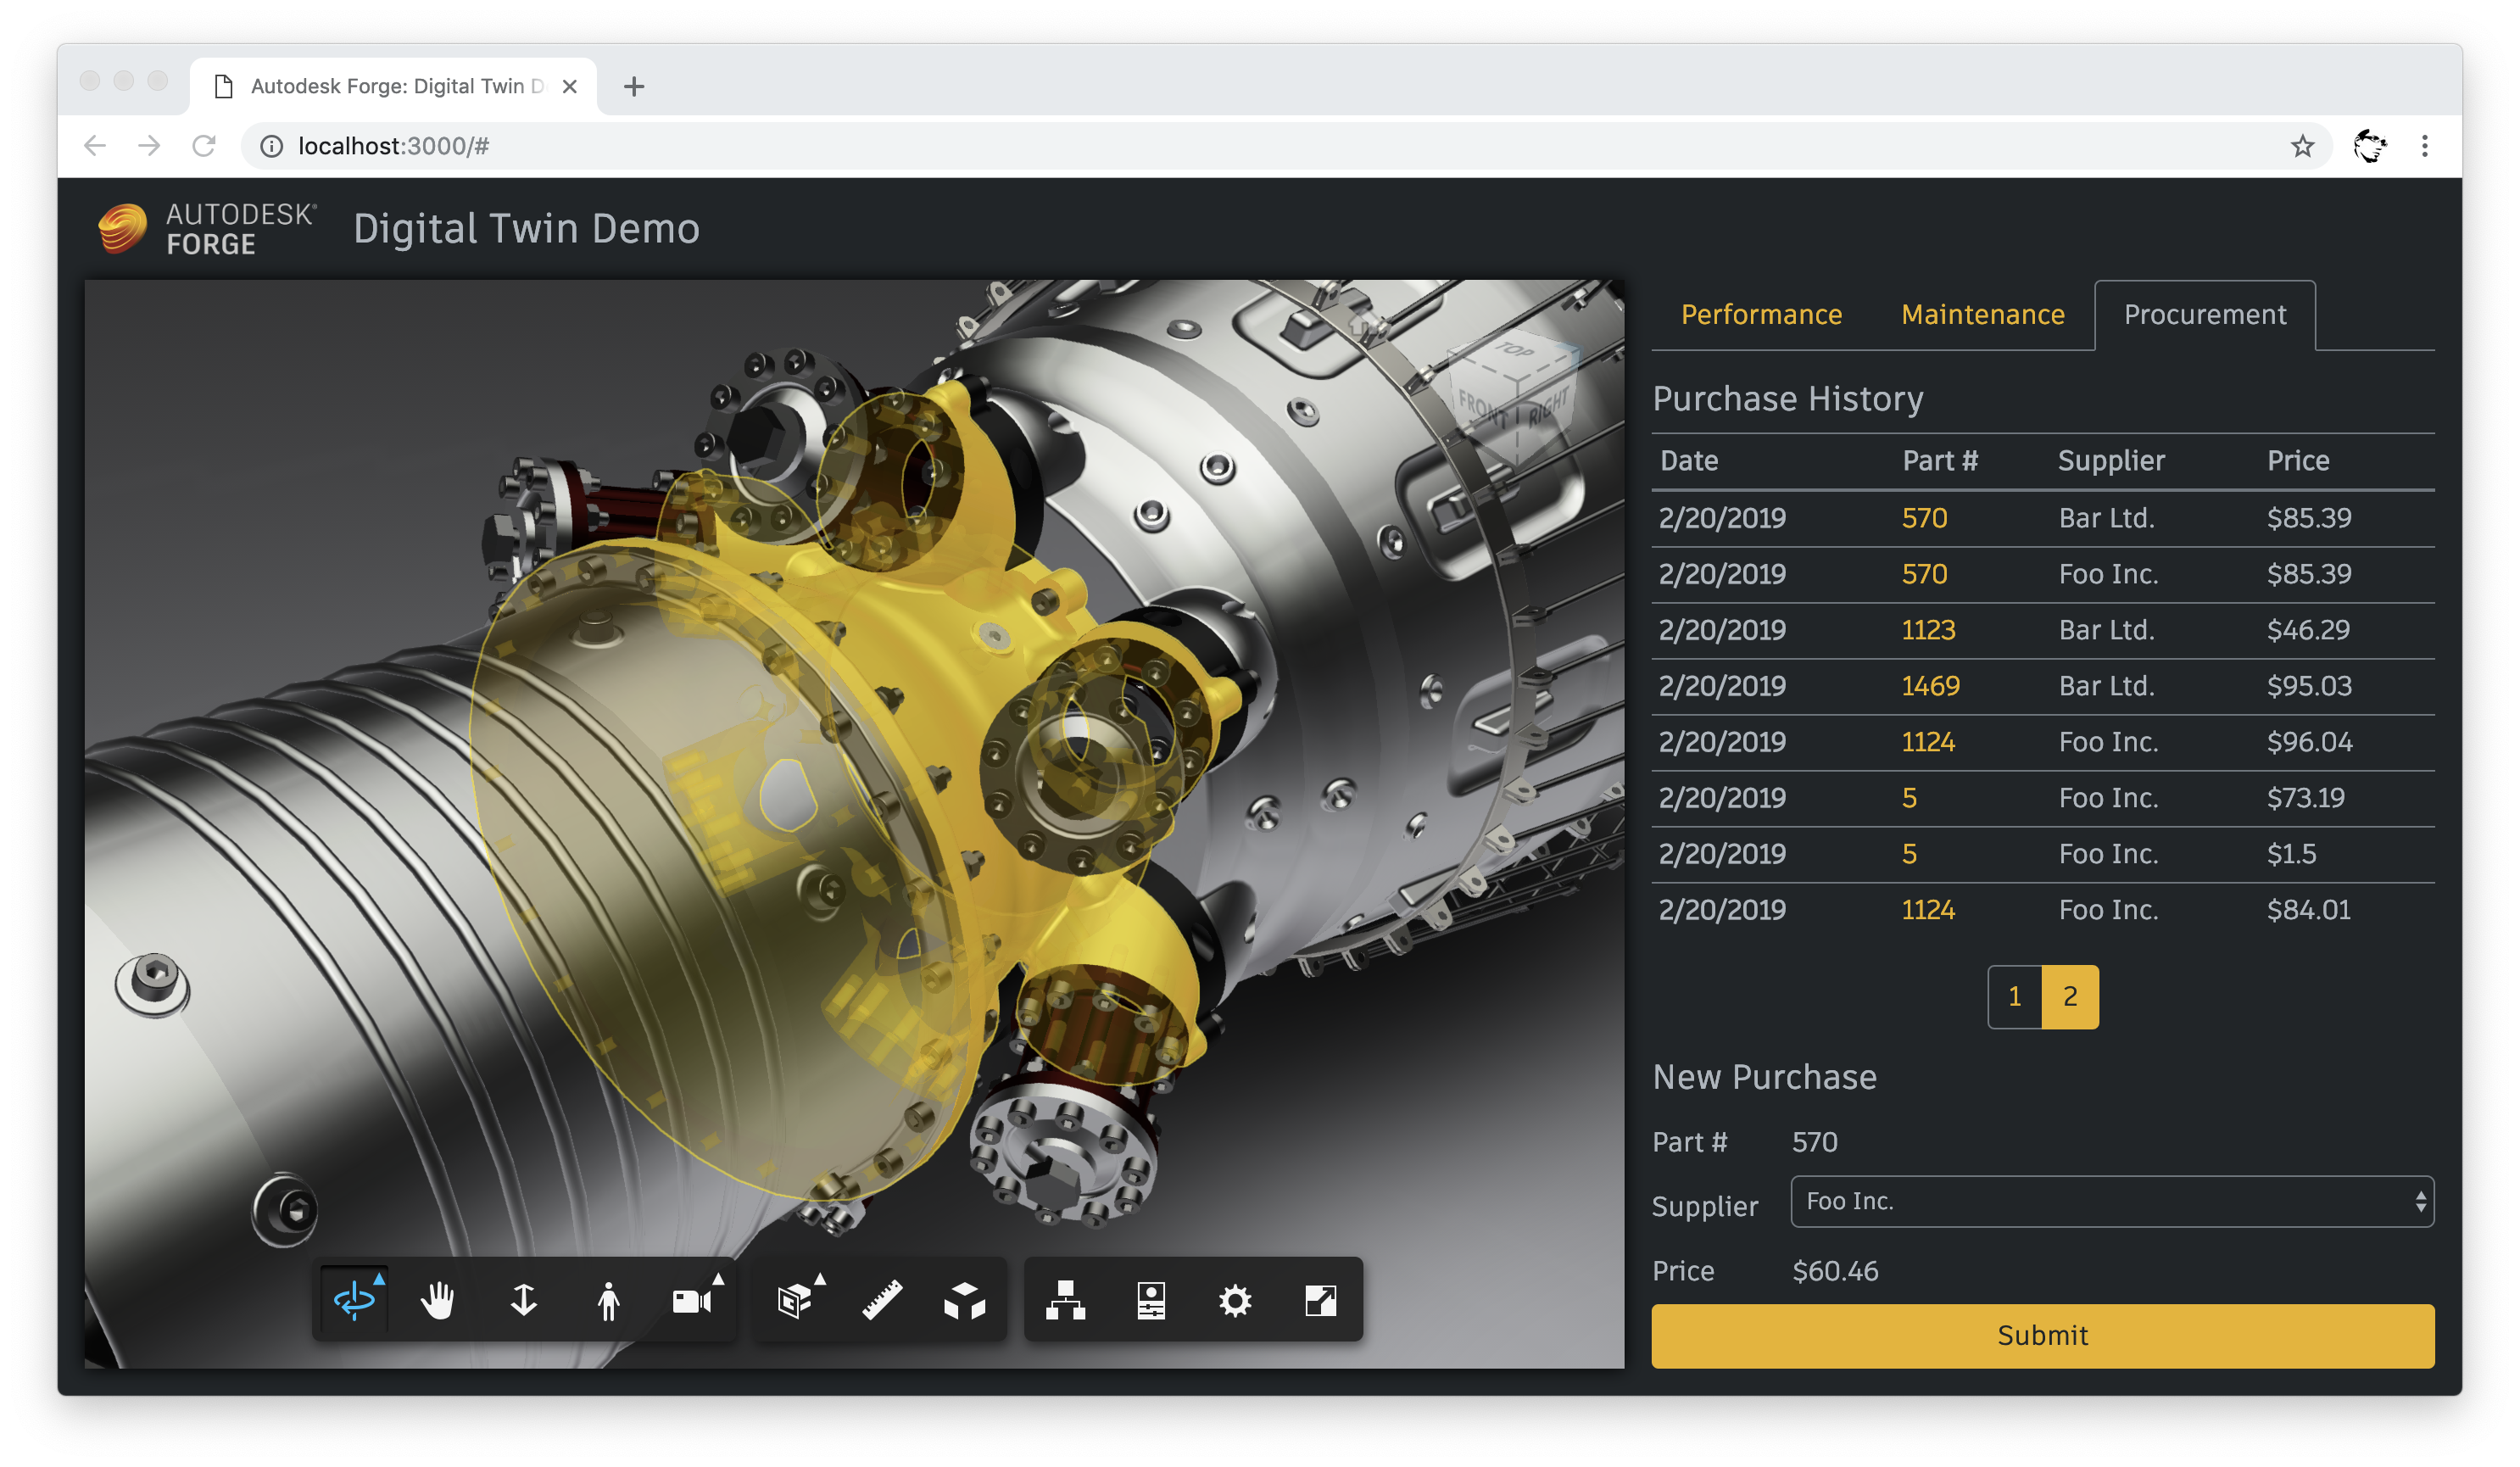 Autodesk Forge: Digital Twin D
localhost:3000/#
AUTODESK®
FORGE
Digital Twin Demo
Performance Maintenance Procurement
TOP
FRONT RIGHT
Purchase History
Date Part # Supplier Price
2/20/2019 570 Bar Ltd. $85.39
2/20/2019 570 Foo Inc. $85.39
2/20/2019 1123 Bar Ltd. $46.29
2/20/2019 1469 Bar Ltd. $95.03
2/20/2019 1124 Foo Inc. $96.04
2/20/2019 5 Foo Inc. $73.19
2/20/2019 5 Foo Inc. $1.5
2/20/2019 1124 Foo Inc. $84.01
1 2
New Purchase
Part # 570
Supplier Foo Inc.
Price $60.46
Submit